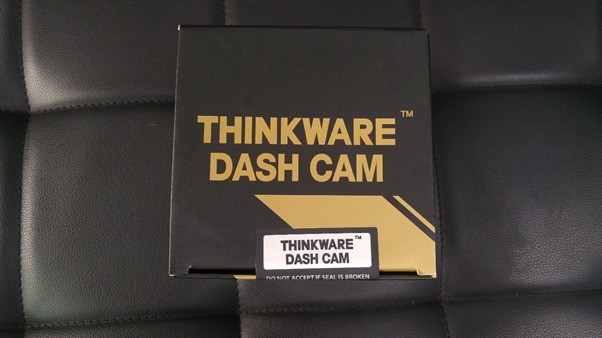 THINKWARE™
DASH CAM
THINKWARE™
DASH CAM
DO NOT ACCEPT IF SEAL IS BROKEN